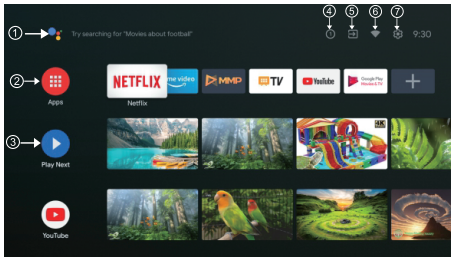 ① Try searching for "Movies about football" ④ ⑤ ⑥ ⑦ 9:30
② Apps
NETFLIX prime video MMP TV YouTube Google Play Movies & TV
Netflix
③ Play Next
4K
YouTube